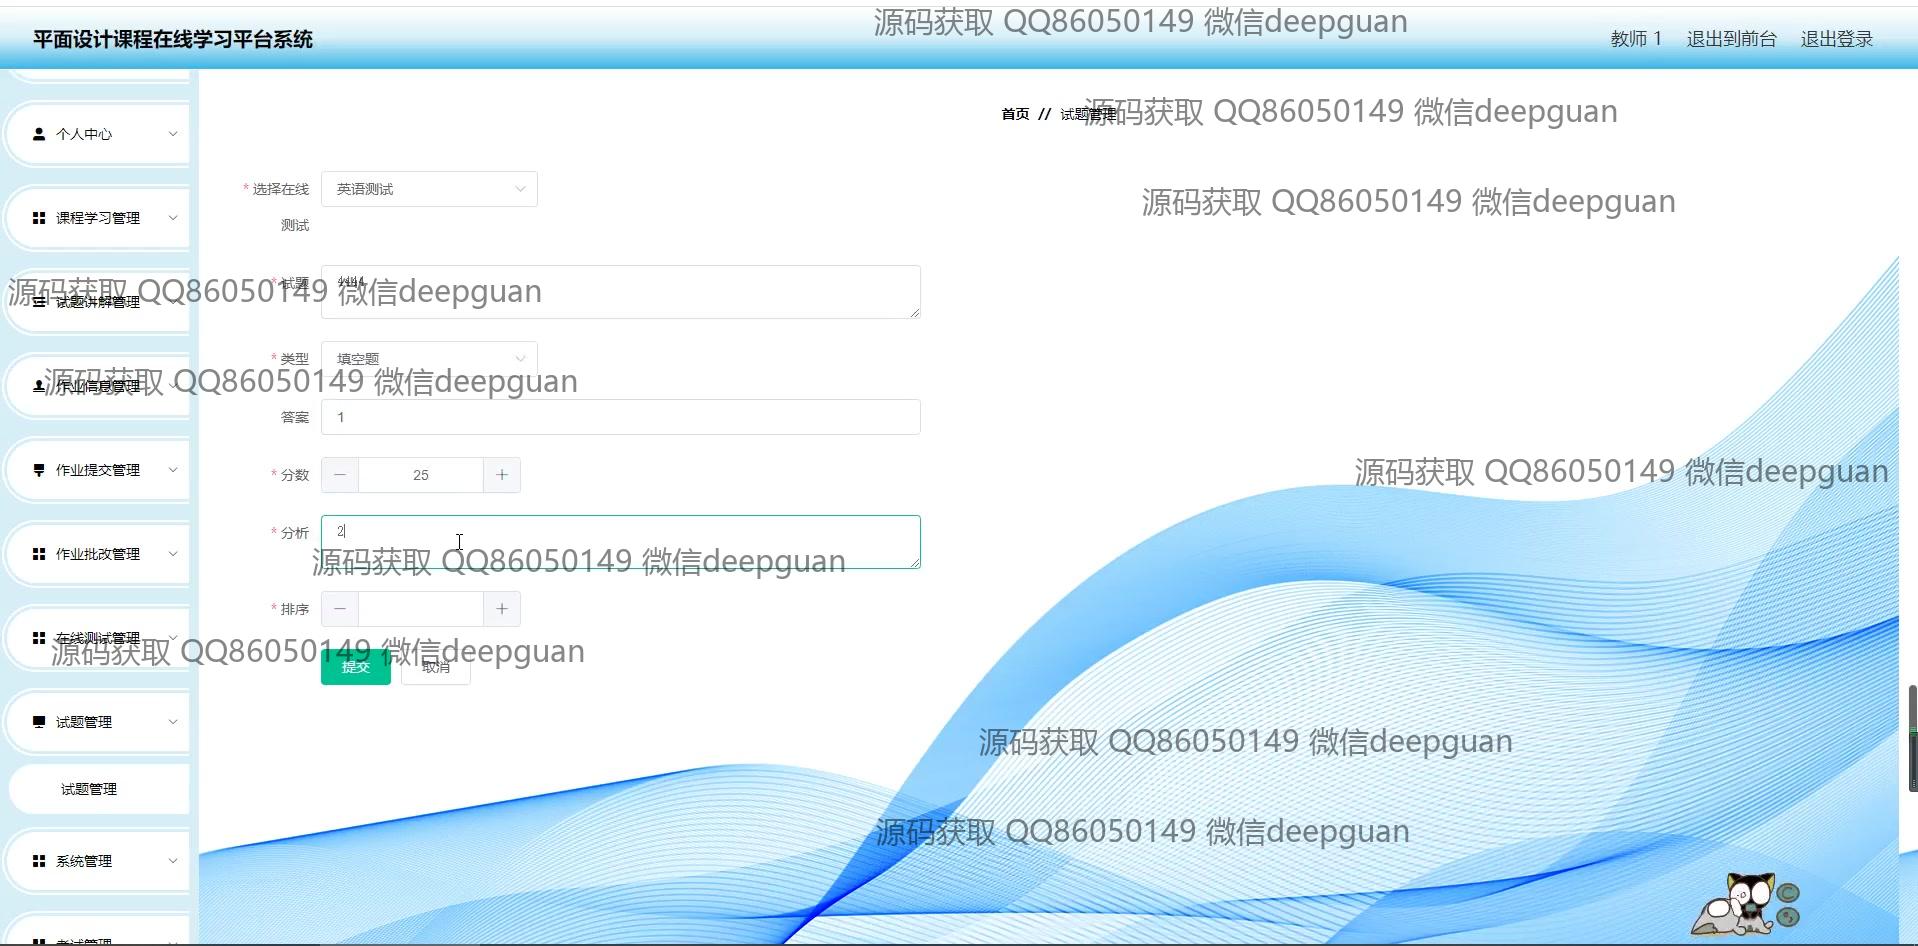 源码获取 QQ86050149 微信deepguan
平面设计课程在线学习平台系统
教师 1 退出到前台 退出登录
首页 // 试题管理
源码获取 QQ86050149 微信deepguan
个人中心
* 选择在线测试
英语测试
源码获取 QQ86050149 微信deepguan
课程学习管理
* 试题
源码获取 QQ86050149 微信deepguan
试题讲解管理
* 类型
填空题
源码获取 QQ86050149 微信deepguan
作业信息管理
答案
1
作业提交管理
* 分数
25
源码获取 QQ86050149 微信deepguan
* 分析
2
作业批改管理
源码获取 QQ86050149 微信deepguan
* 排序
在线测试管理
源码获取 QQ86050149 微信deepguan
提交
取消
试题管理
源码获取 QQ86050149 微信deepguan
试题管理
源码获取 QQ86050149 微信deepguan
系统管理
考试管理